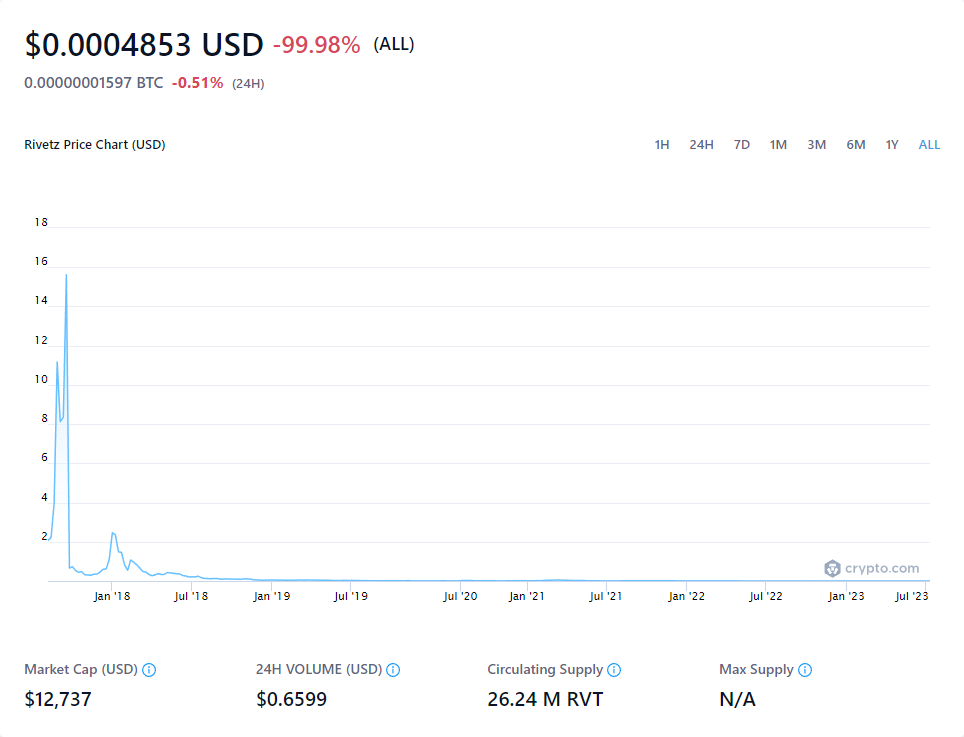 $0.0004853 USD -99.98% (ALL)
0.00000001597 BTC -0.51% (24H)
Rivetz Price Chart (USD) 1H 24H 7D 1M 3M 6M 1Y ALL
18
16
14
12
10
8
6
4
2
crypto.com
Jan '18 Jul '18 Jan '19 Jul '19 Jul '20 Jan '21 Jul '21 Jan '22 Jul '22 Jan '23 Jul '23
Market Cap (USD) 24H VOLUME (USD) Circulating Supply Max Supply
$12,737 $0.6599 26.24 M RVT N/A